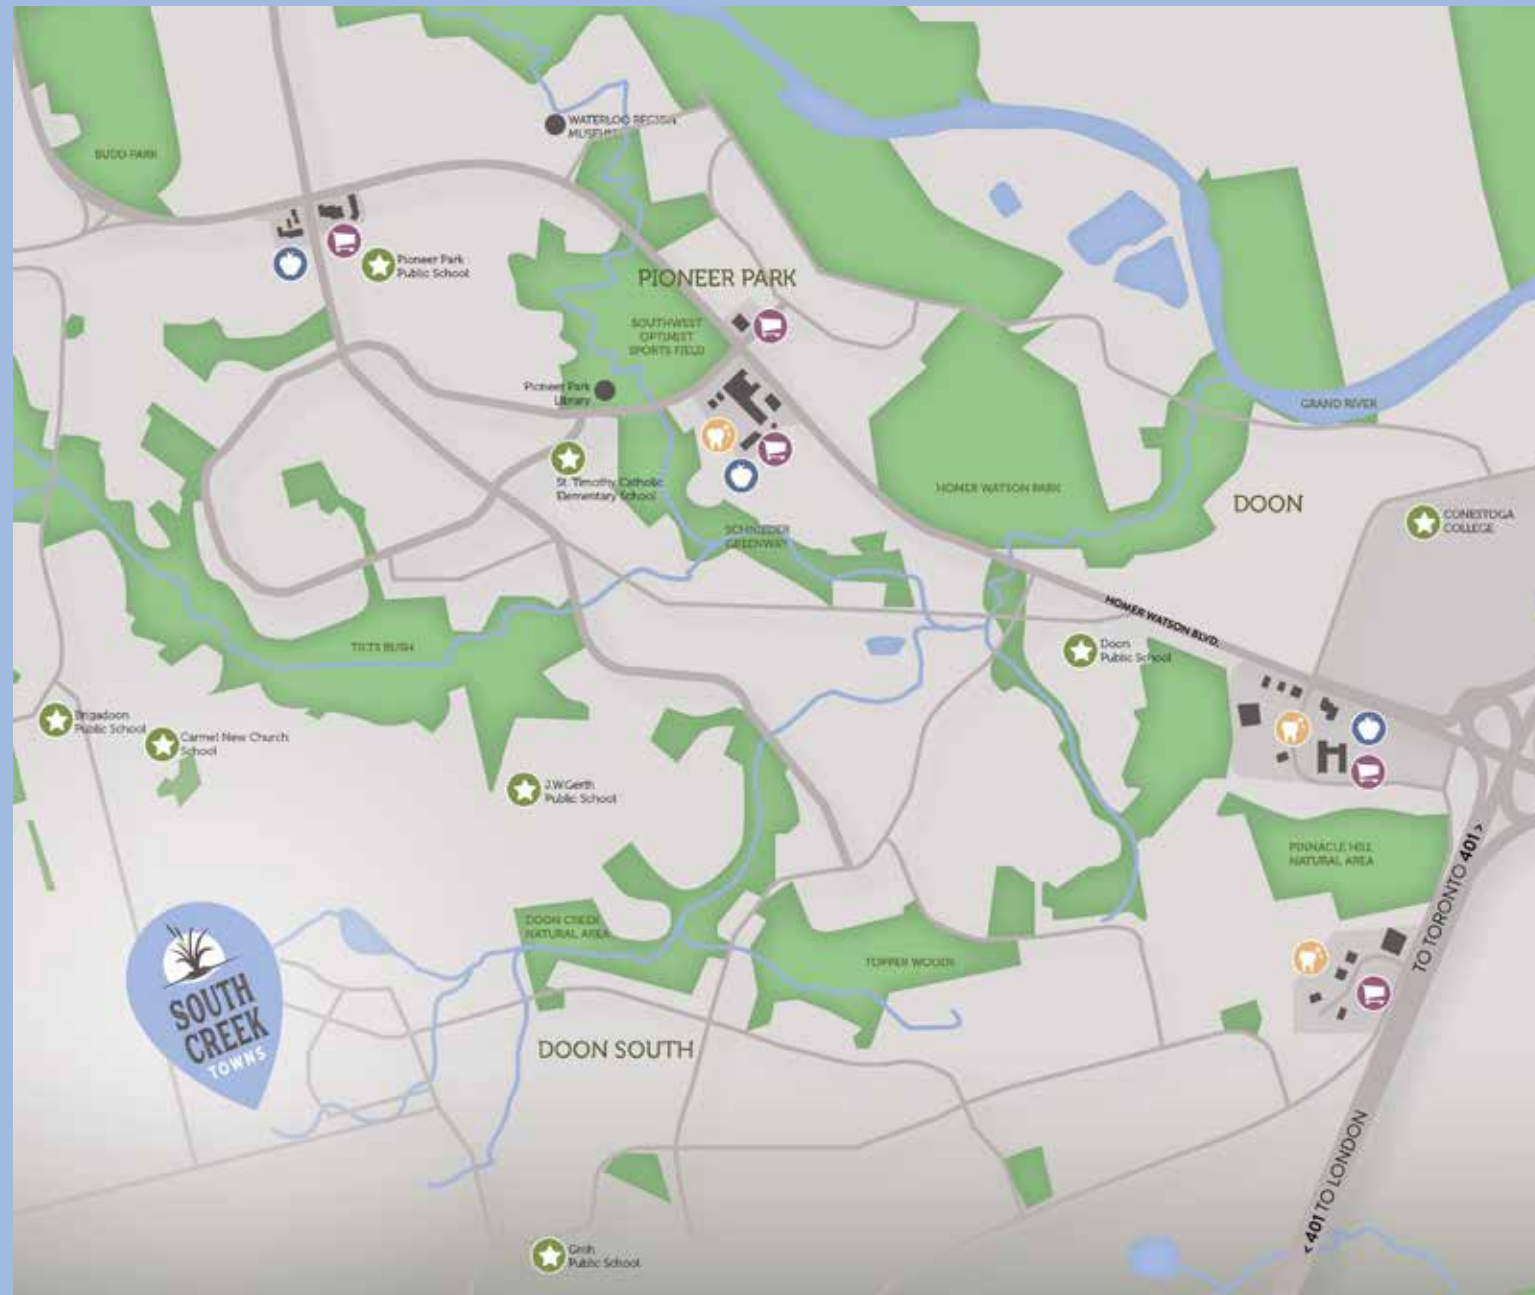 WATERLOO REGION
MUSEUM
BUDD PARK
Pioneer Park
Public School
PIONEER PARK
SOUTHWEST
OPTIMIST
SPORTS FIELD
Pioneer Park
Library
GRAND RIVER
St. Timothy Catholic
Elementary School
HOMER WATSON PARK
DOON
CONESTOGA
COLLEGE
SCHNEIDER
GREENWAY
HOMER WATSON BLVD.
TILTS BUSH
Doon
Public School
Brigadoon
Public School
Carmel New Church
School
J.W.Gerth
Public School
PINNACLE HILL
NATURAL AREA
TO TORONTO 401 >
DOON CREEK
NATURAL AREA
TOPPER WOODS
SOUTH
CREEK
TOWNS
DOON SOUTH
< 401 TO LONDON
Groh
Public School